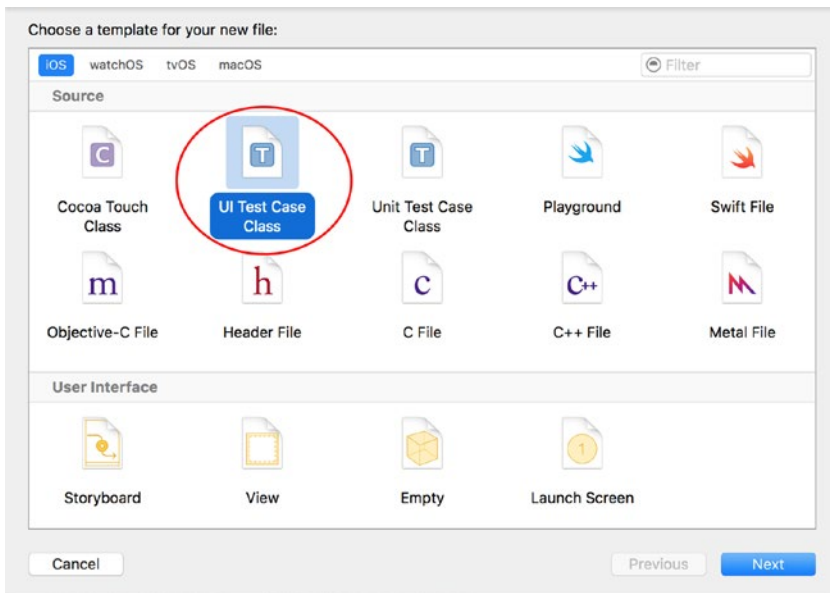 Choose a template for your new file:
iOS watchOS tvOS macOS Filter
Source
C T T
Cocoa Touch Class UI Test Case Class Unit Test Case Class Playground Swift File
m h c C++
Objective-C File Header File C File C++ File Metal File
User Interface
1
Storyboard View Empty Launch Screen
Cancel Previous Next